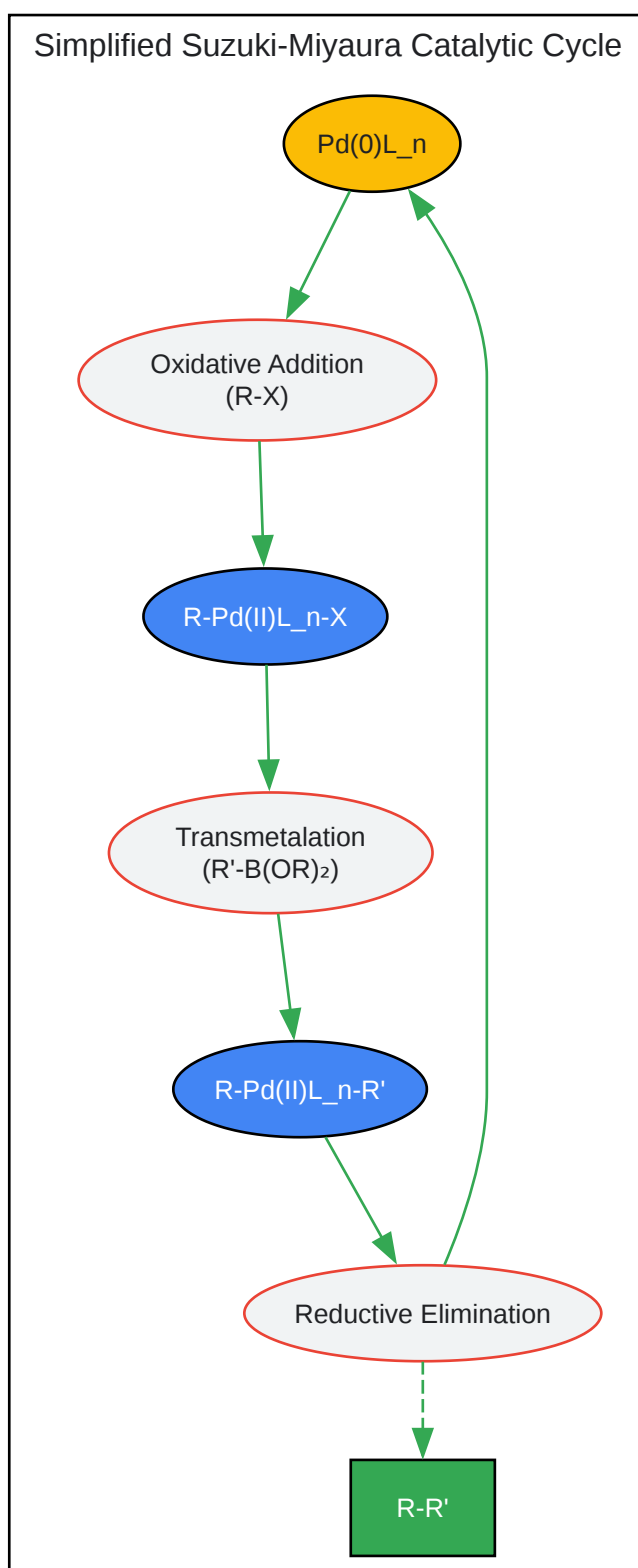 Simplified Suzuki-Miyaura Catalytic Cycle
Pd(0)L_n
Oxidative Addition
(R-X)
R-Pd(II)L_n-X
Transmetalation
(R'-B(OR)₂)
R-Pd(II)L_n-R'
Reductive Elimination
R-R'